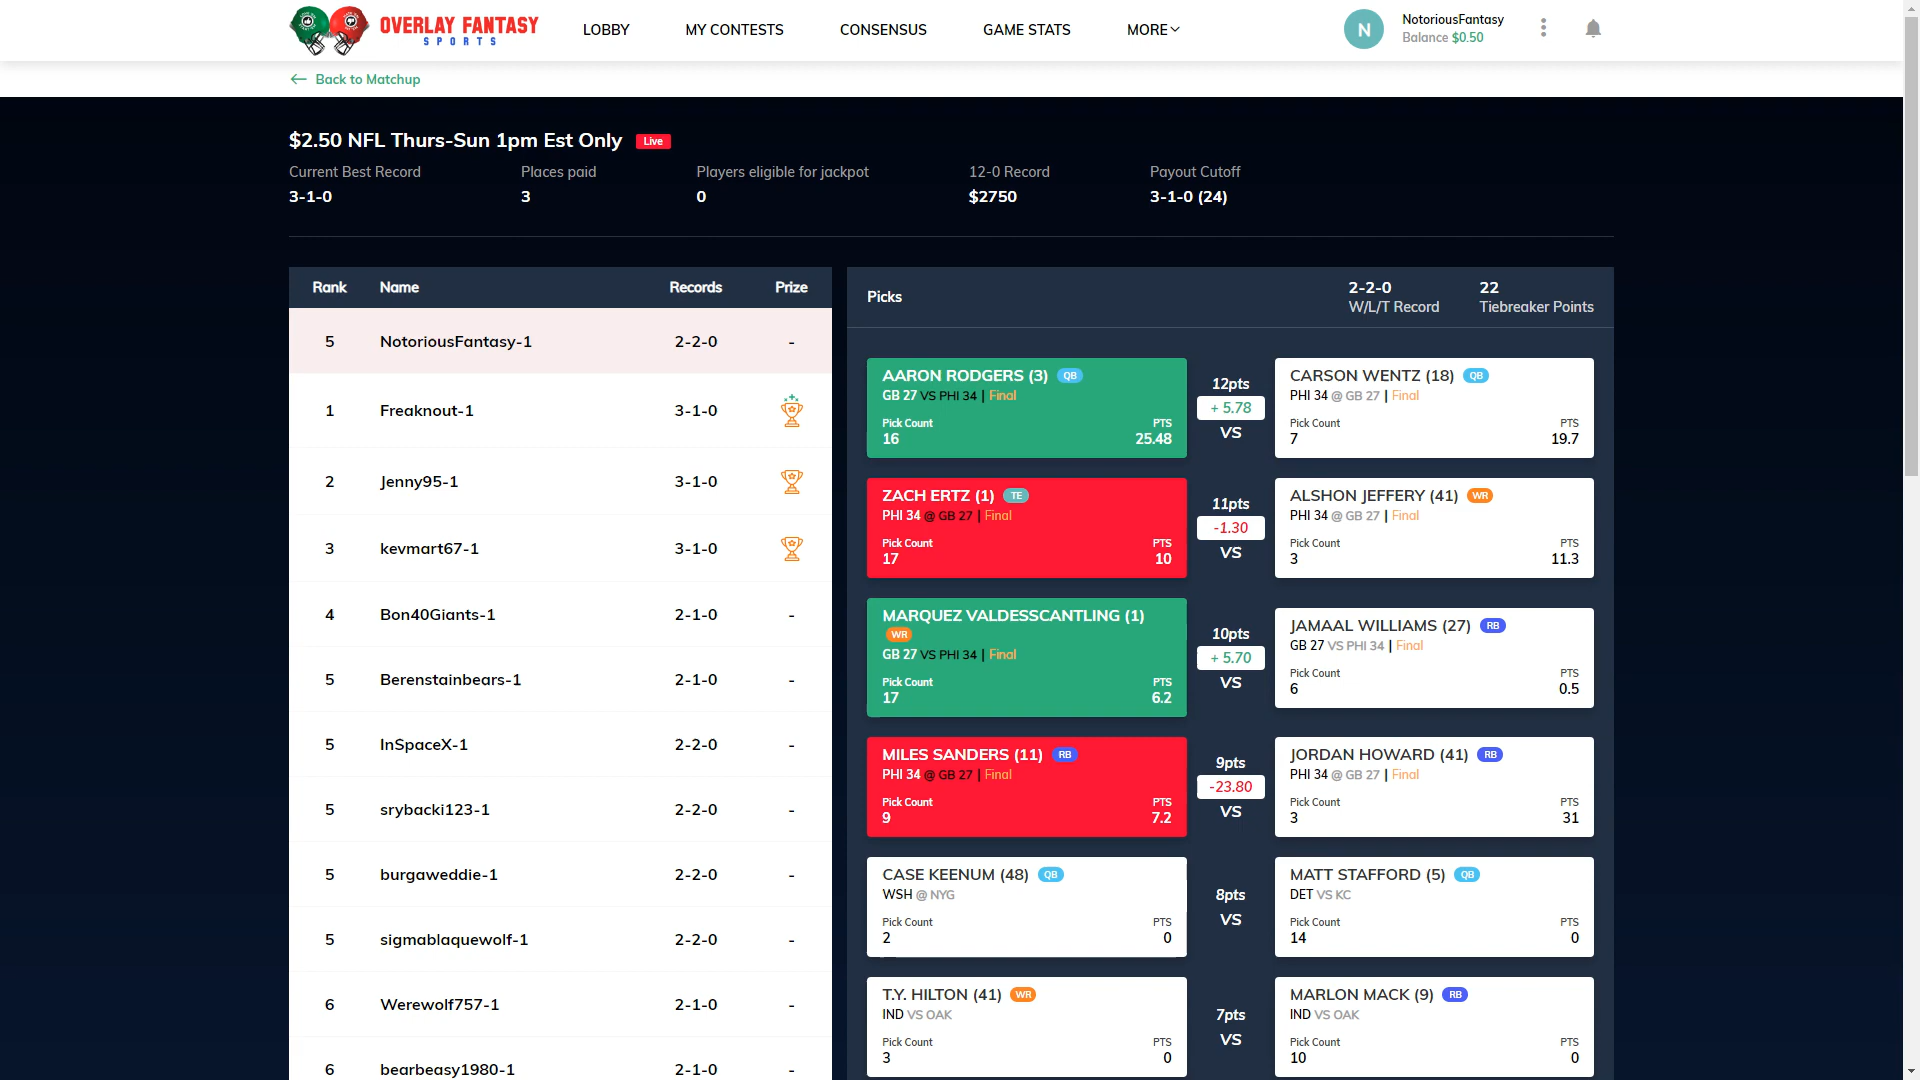 OVERLAY FANTASY
SPORTS
LOBBY
MY CONTESTS
CONSENSUS
GAME STATS
MORE
N
NotoriousFantasy
Balance $0.50
Back to Matchup
$2.50 NFL Thurs-Sun 1pm Est Only Live
Current Best Record
3-1-0
Places paid
3
Players eligible for jackpot
0
12-0 Record
$2750
Payout Cutoff
3-1-0 (24)
Rank Name Records Prize
5 NotoriousFantasy-1 2-2-0 -
1 Freaknout-1 3-1-0
2 Jenny95-1 3-1-0
3 kevmart67-1 3-1-0
4 Bon40Giants-1 2-1-0 -
5 Berenstainbears-1 2-1-0 -
5 InSpaceX-1 2-2-0 -
5 srybacki123-1 2-2-0 -
5 burgaweddie-1 2-2-0 -
5 sigmablaquewolf-1 2-2-0 -
6 Werewolf757-1 2-1-0 -
6 bearbeasy1980-1 2-1-0 -
Picks
2-2-0
W/L/T Record
22
Tiebreaker Points
AARON RODGERS (3) QB
GB 27 VS PHI 34 | Final
Pick Count PTS
16 25.48
12pts
+ 5.78
VS
CARSON WENTZ (18) QB
PHI 34 @ GB 27 | Final
Pick Count PTS
7 19.7
ZACH ERTZ (1) TE
PHI 34 @ GB 27 | Final
Pick Count PTS
17 10
11pts
-1.30
VS
ALSHON JEFFERY (41) WR
PHI 34 @ GB 27 | Final
Pick Count PTS
3 11.3
MARQUEZ VALDESSCANTLING (1)
WR
GB 27 VS PHI 34 | Final
Pick Count PTS
17 6.2
10pts
+ 5.70
VS
JAMAAL WILLIAMS (27) RB
GB 27 VS PHI 34 | Final
Pick Count PTS
6 0.5
MILES SANDERS (11) RB
PHI 34 @ GB 27 | Final
Pick Count PTS
9 7.2
9pts
-23.80
VS
JORDAN HOWARD (41) RB
PHI 34 @ GB 27 | Final
Pick Count PTS
3 31
CASE KEENUM (48) QB
WSH @ NYG
Pick Count PTS
2 0
8pts
VS
MATT STAFFORD (5) QB
DET VS KC
Pick Count PTS
14 0
T.Y. HILTON (41) WR
IND VS OAK
Pick Count PTS
3 0
7pts
VS
MARLON MACK (9) RB
IND VS OAK
Pick Count PTS
10 0